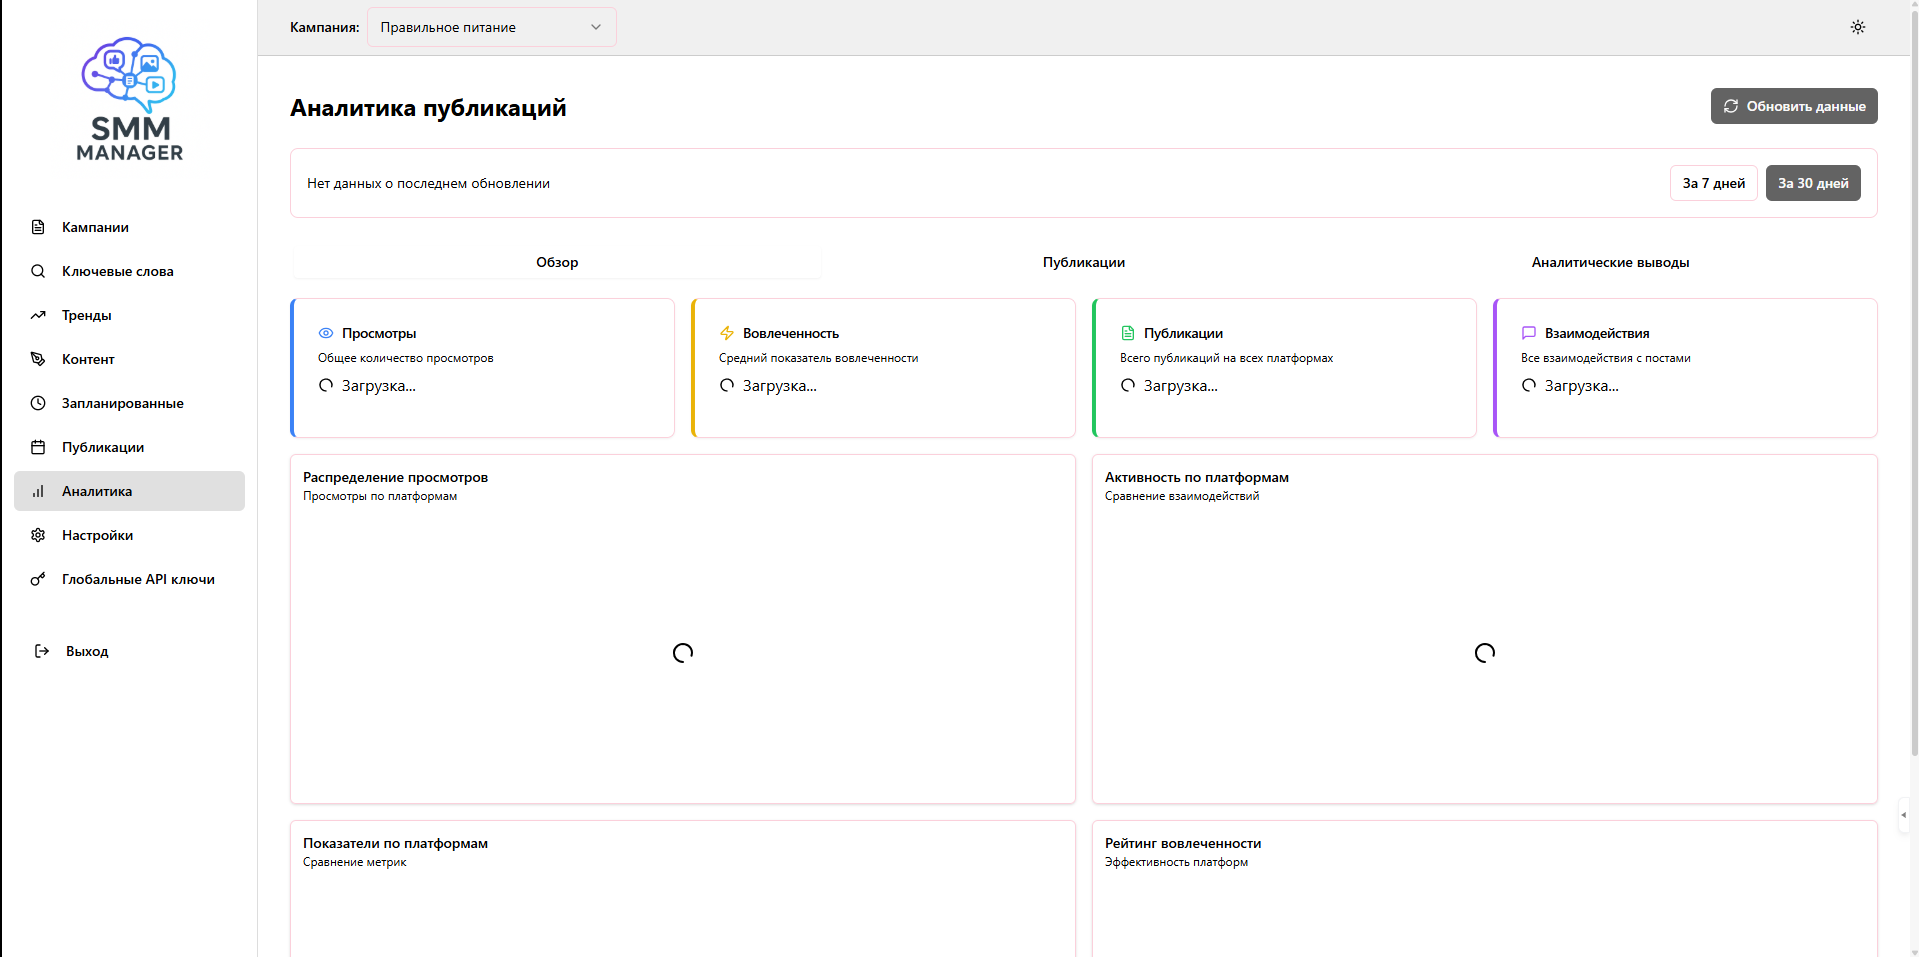 Кампания:
Правильное питание
SMM
MANAGER
Кампании
Ключевые слова
Тренды
Контент
Запланированные
Публикации
Аналитика
Настройки
Глобальные API ключи
Выход
Аналитика публикаций
Обновить данные
Нет данных о последнем обновлении
За 7 дней
За 30 дней
Обзор
Публикации
Аналитические выводы
Просмотры
Общее количество просмотров
Загрузка...
Вовлеченность
Средний показатель вовлеченности
Загрузка...
Публикации
Всего публикаций на всех платформах
Загрузка...
Взаимодействия
Все взаимодействия с постами
Загрузка...
Распределение просмотров
Просмотры по платформам
Активность по платформам
Сравнение взаимодействий
Показатели по платформам
Сравнение метрик
Рейтинг вовлеченности
Эффективность платформ